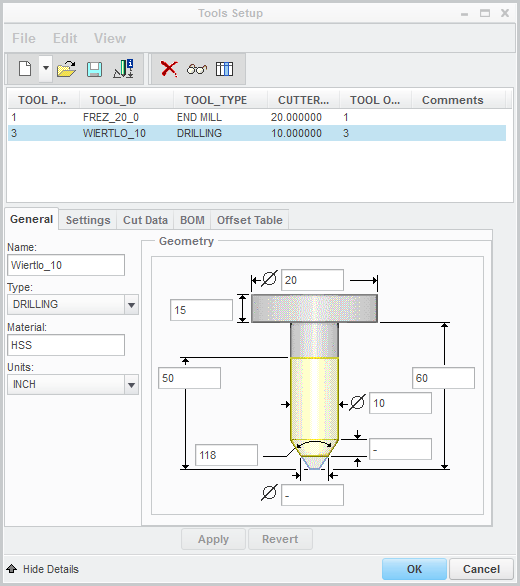 Tools Setup
File Edit View
TOOL P... TOOL_ID TOOL_TYPE CUTTER... TOOL O... Comments
1 FREZ_20_0 END MILL 20.000000 1
3 WIERTLO_10 DRILLING 10.000000 3
General Settings Cut Data BOM Offset Table
Name:
Wiertlo_10
Type:
DRILLING
Material:
HSS
Units:
INCH
Geometry
Ø 20
15
50
60
Ø 10
118
-
Ø -
Apply Revert
Hide Details
OK Cancel